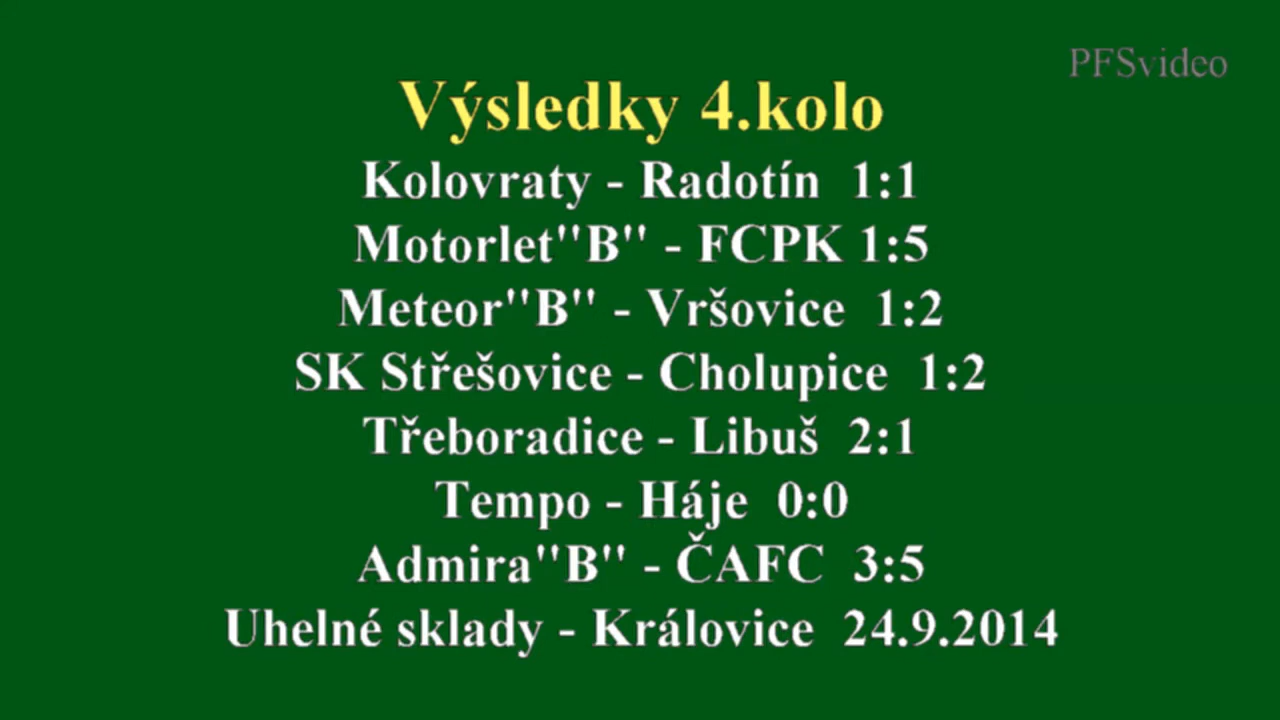 PFSvideo
Výsledky 4.kolo
Kolovraty - Radotín 1:1
Motorlet"B" - FCPK 1:5
Meteor"B" - Vršovice 1:2
SK Střešovice - Cholupice 1:2
Třeboradice - Libuš 2:1
Tempo - Háje 0:0
Admira"B" - ČAFC 3:5
Uhelné sklady - Královice 24.9.2014